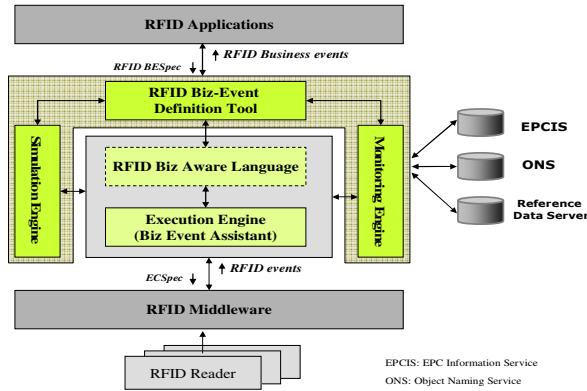 RFID Applications
RFID BESpec
RFID Business events
RFID Biz-Event
Definition Tool
Simulation Engine
RFID Biz Aware Language
Execution Engine
(Biz Event Assistant)
Monitoring Engine
EPCIS
ONS
Reference
Data Server
ECSpec
RFID events
RFID Middleware
RFID Reader
EPCIS: EPC Information Service
ONS: Object Naming Service